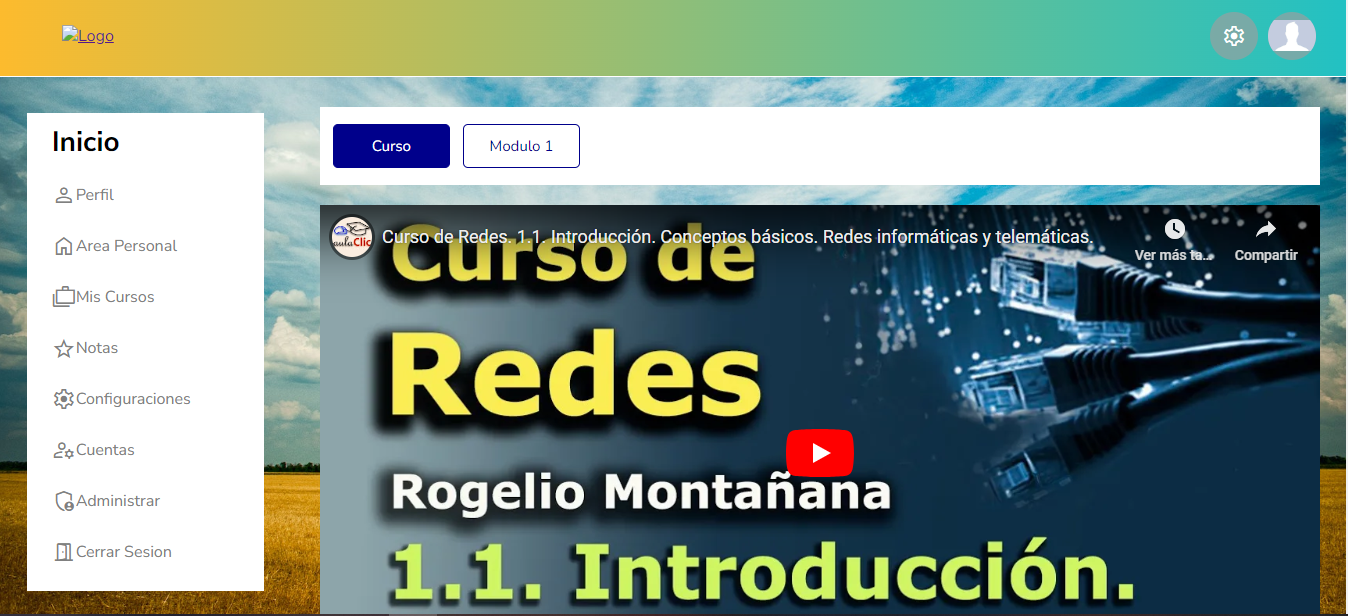 Logo
Inicio
Perfil
Area Personal
Mis Cursos
Notas
Configuraciones
Cuentas
Administrar
Cerrar Sesion
Curso
Modulo 1
aulaClic
Curso de Redes. 1.1. Introducción. Conceptos básicos. Redes informáticas y telemáticas.
Ver más ta...
Compartir
Curso de
Redes
Rogelio Montañana
1.1. Introducción.